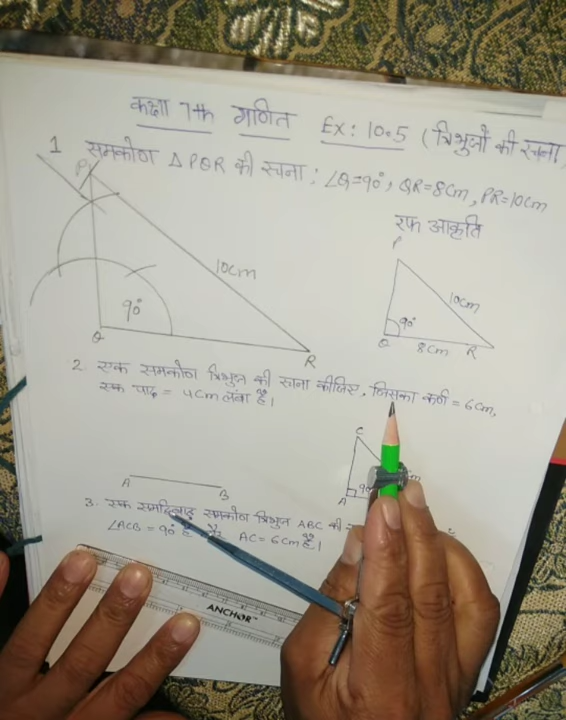 कक्षा 7th गणित Ex: 10.5 (त्रिभुजों की रचना
1 समकोण △PQR की रचना: ∠Q=90°, QR=8cm, PR=10cm
रफ आकृति
P
10cm
90°
Q
R
P
10cm
90°
Q
8cm
R
2. एक समकोण त्रिभुज की रचना कीजिए, जिसका कर्ण = 6cm,
एक पाद = 4cm लंबा है।
A
B
C
A
3. एक समद्विबाहु समकोण त्रिभुज ABC की
∠ACB = 90° है और AC = 6cm है।
ANCHOR